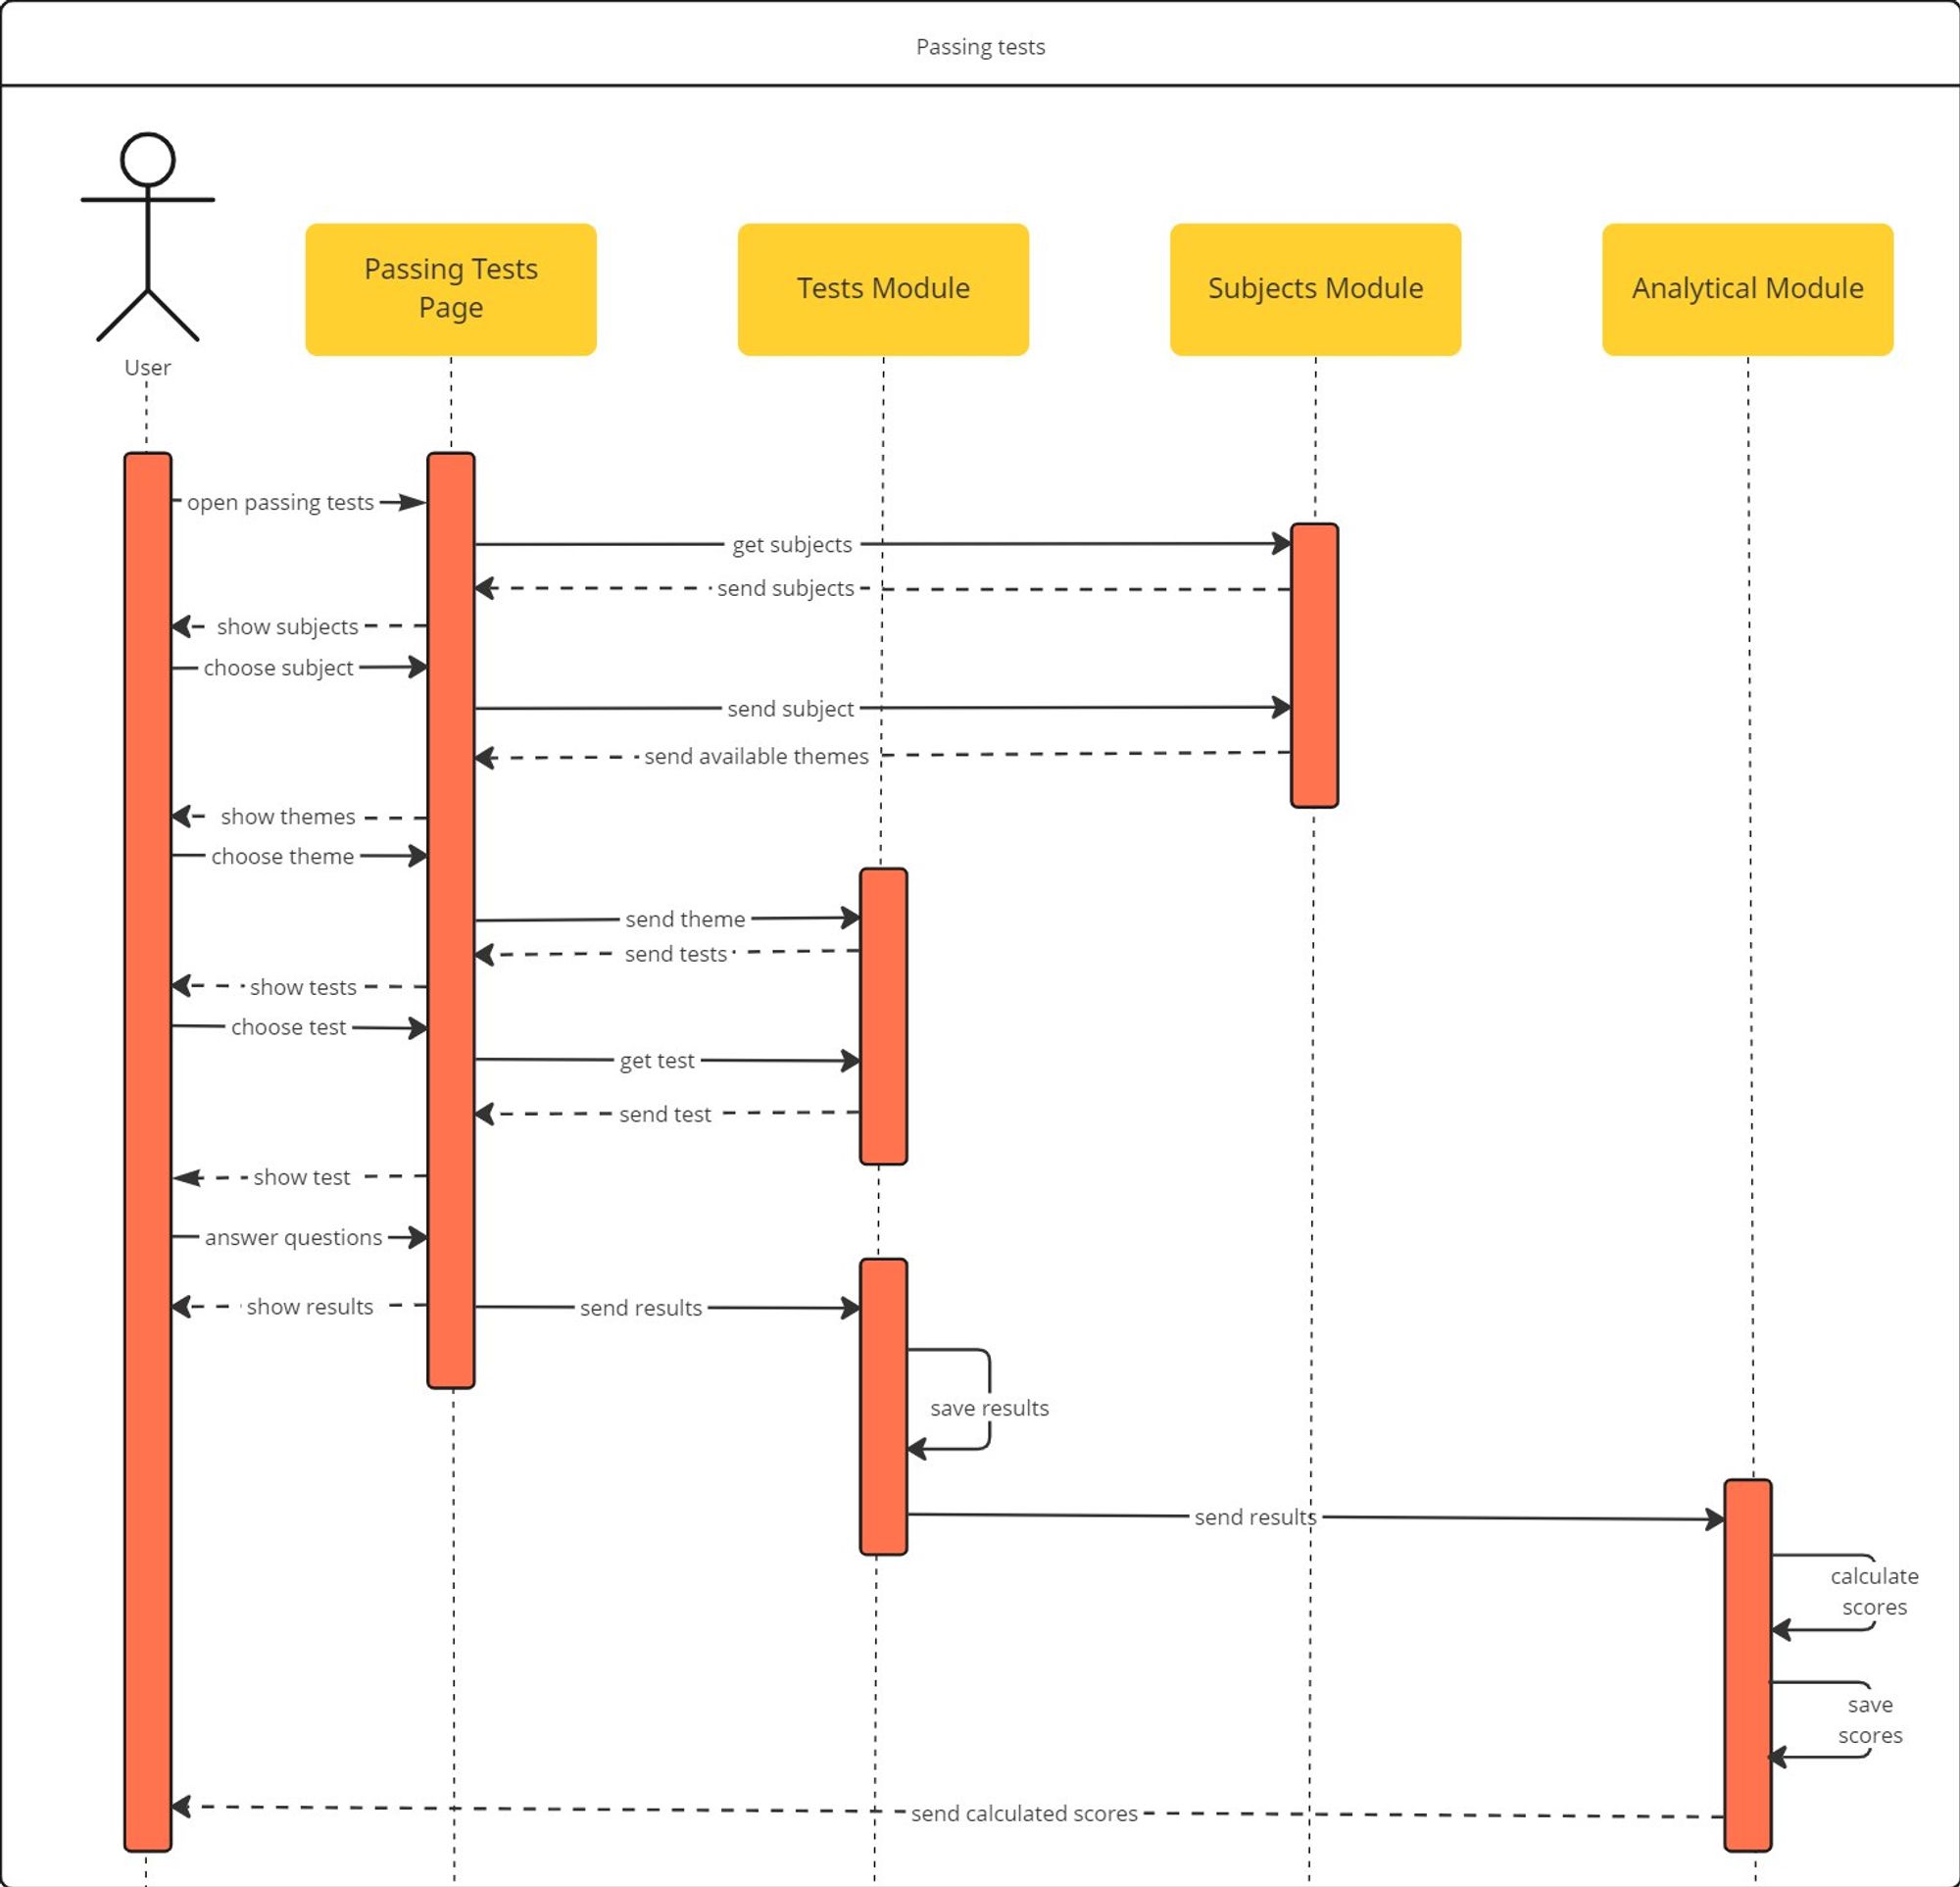 Passing tests
User
Passing Tests
Page
Tests Module
Subjects Module
Analytical Module
open passing tests
get subjects
send subjects
show subjects
choose subject
send subject
send available themes
show themes
choose theme
send theme
send tests
show tests
choose test
get test
send test
show test
answer questions
show results
send results
save results
send results
calculate
scores
save
scores
send calculated scores